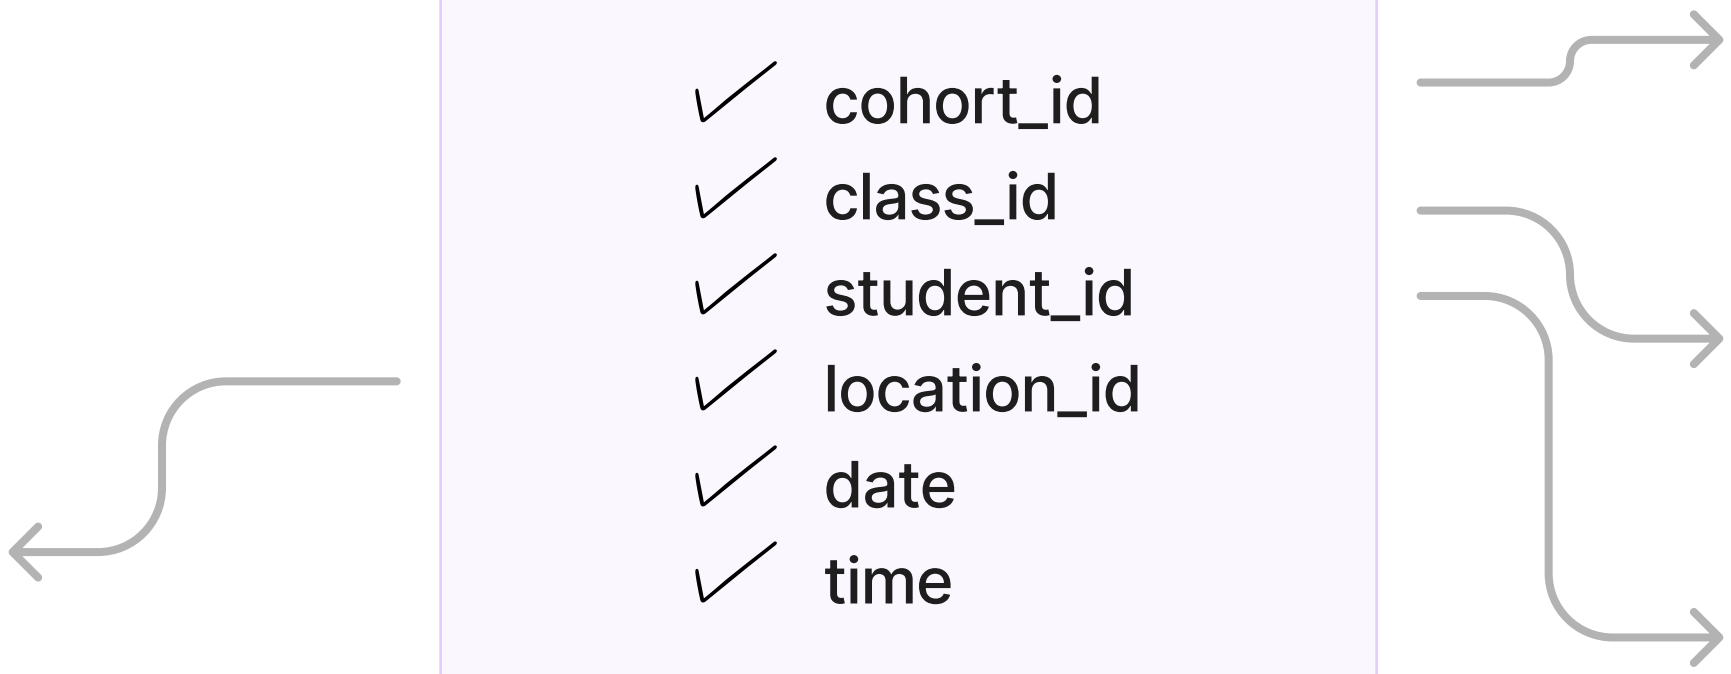 cohort_id
class_id
student_id
location_id
date
time